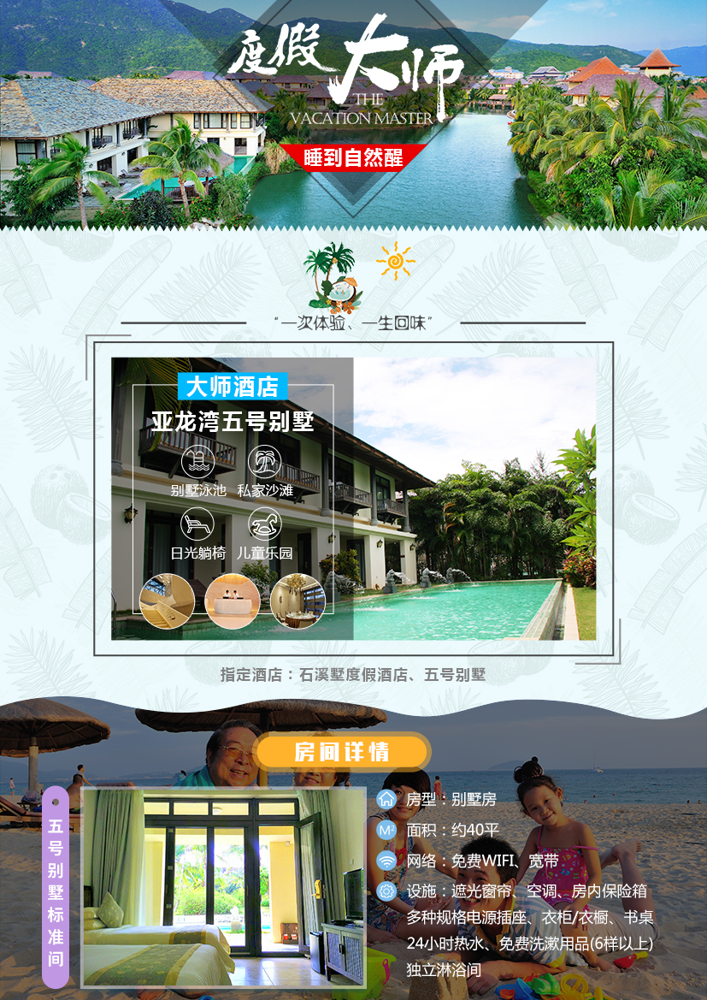 度假大师
THE
VACATION MASTER
睡到自然醒
“一次体验、一生回味”
大师酒店
亚龙湾五号别墅
别墅泳池 私家沙滩
日光躺椅 儿童乐园
指定酒店：石溪墅度假酒店、五号别墅
房间详情
五号别墅标准间
房型：别墅房
M² 面积：约40平
网络：免费WIFI、宽带
设施：遮光窗帘、空调、房内保险箱
多种规格电源插座、衣柜/衣橱、书桌
24小时热水、免费洗漱用品(6样以上)
独立淋浴间